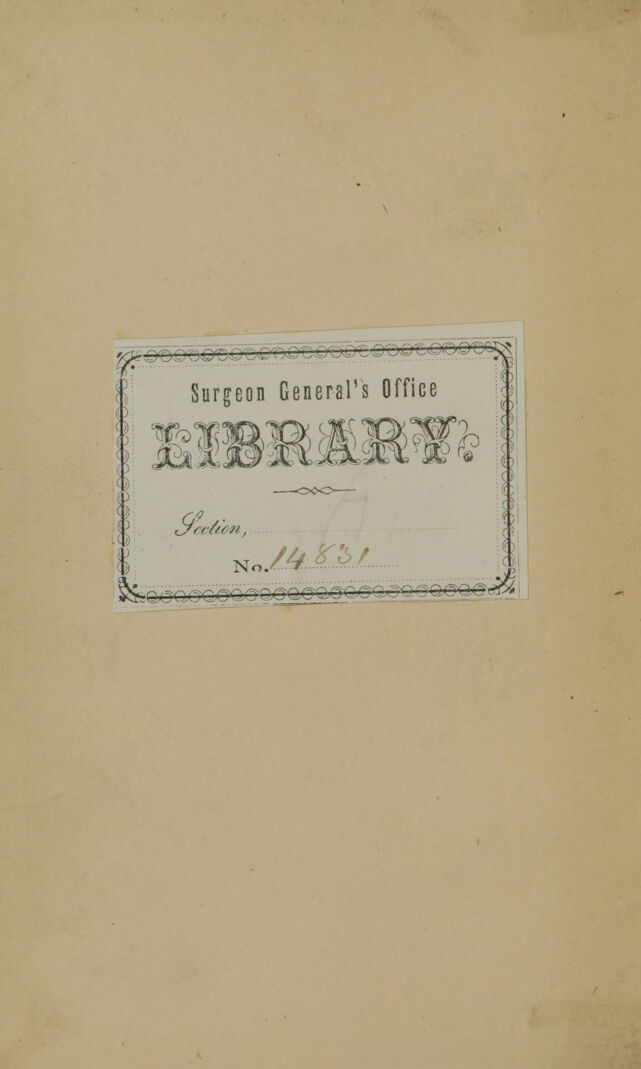 Surgeon General's Office
LIBRARY.
Section,
No. 14831